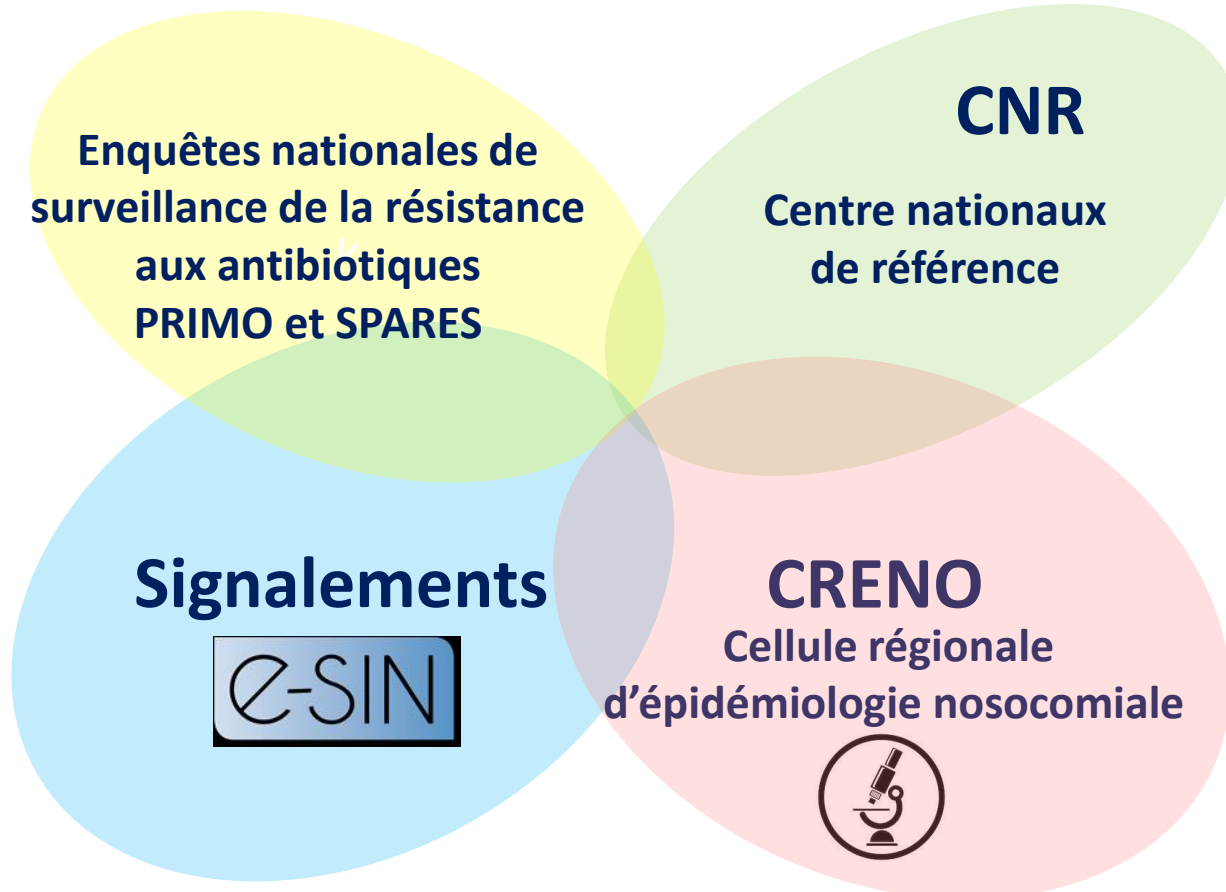 Enquêtes nationales de
surveillance de la résistance
aux antibiotiques
PRIMO et SPARES
CNR
Centre nationaux
de référence
Signalements
e-SIN
CRENO
Cellule régionale
d'épidémiologie nosocomiale